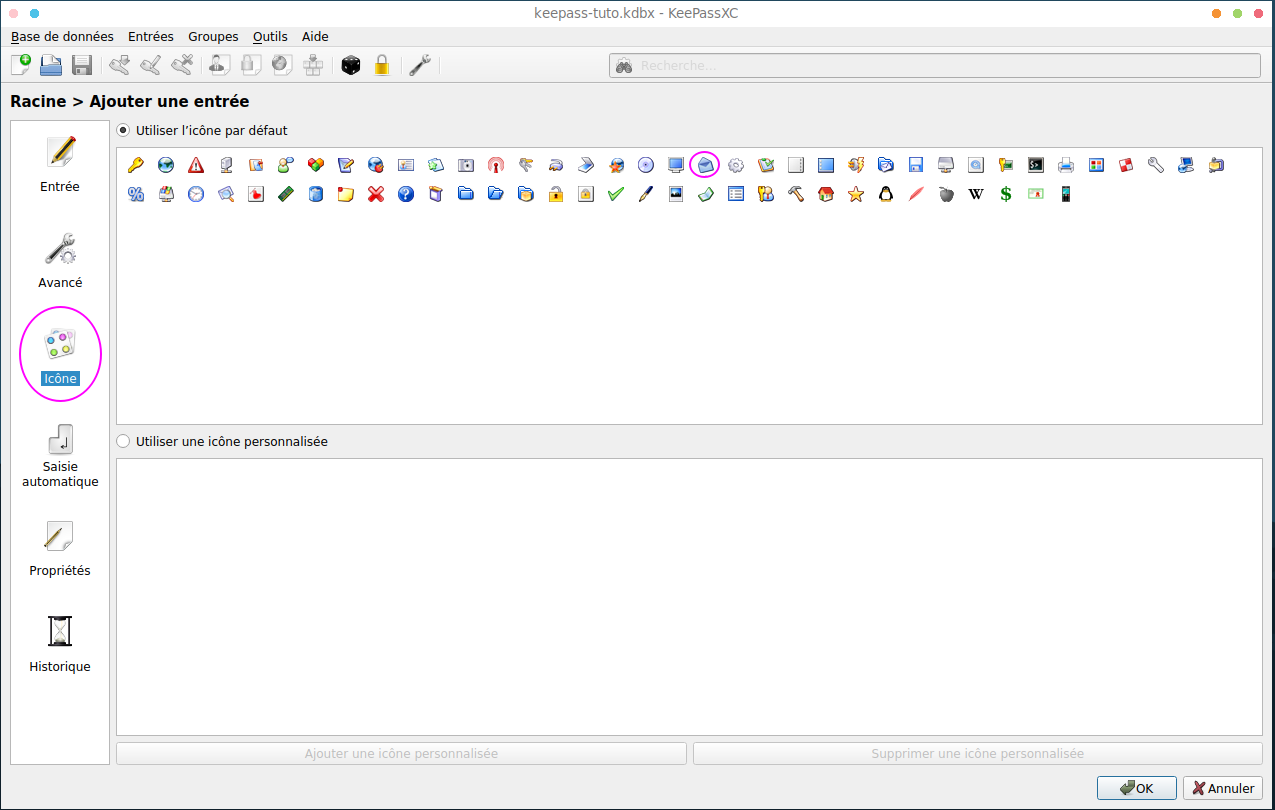 keepass-tuto.kdbx - KeePassXC
Base de données Entrées Groupes Outils Aide
Recherche...
Racine > Ajouter une entrée
Entrée
Avancé
Icône
Saisie
automatique
Propriétés
Historique
Utiliser l’icône par défaut
Utiliser une icône personnalisée
Ajouter une icône personnalisée
Supprimer une icône personnalisée
OK
Annuler